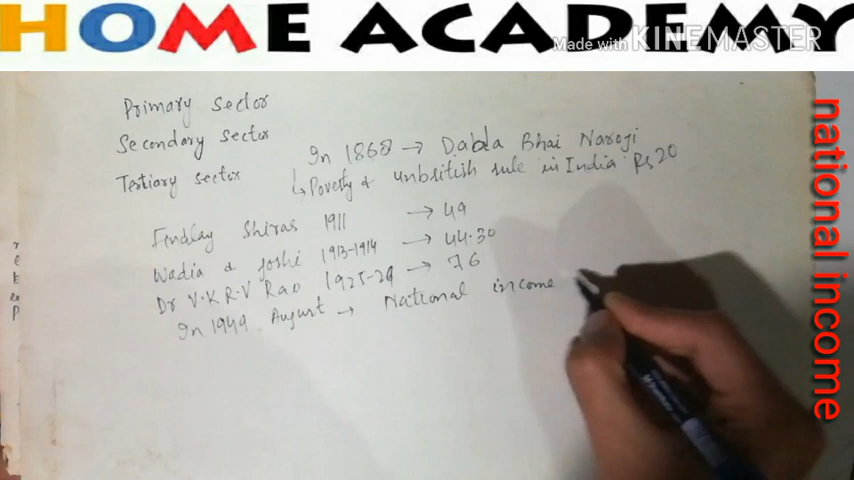 HOME ACADEMY
Made with KINEMASTER
national income
Primary Sector
Secondary Sector
Tertiary Sector
In 1868 → Dabda Bhai Naroji
↳ Poverty & unbritish rule in India Rs 20
Findlay Shiras 1911 → 49
Wadia & Joshi 1913-1914 → 44.30
Dr V.K.R.V Rao 1925-29 → 76
In 1949 August → National income